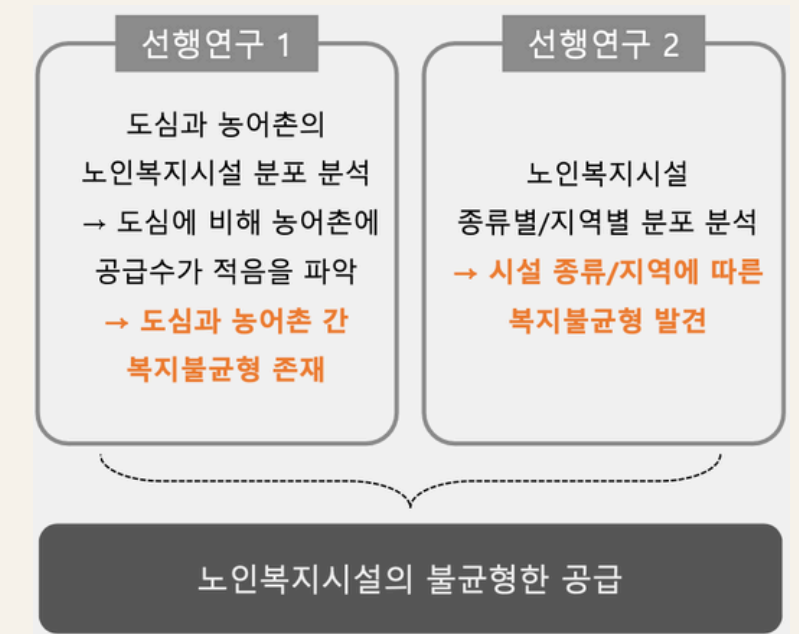 선행연구 1
도심과 농어촌의
노인복지시설 분포 분석
→ 도심에 비해 농어촌에
공급수가 적음을 파악
→ 도심과 농어촌 간
복지불균형 존재
선행연구 2
노인복지시설
종류별/지역별 분포 분석
→ 시설 종류/지역에 따른
복지불균형 발견
노인복지시설의 불균형한 공급